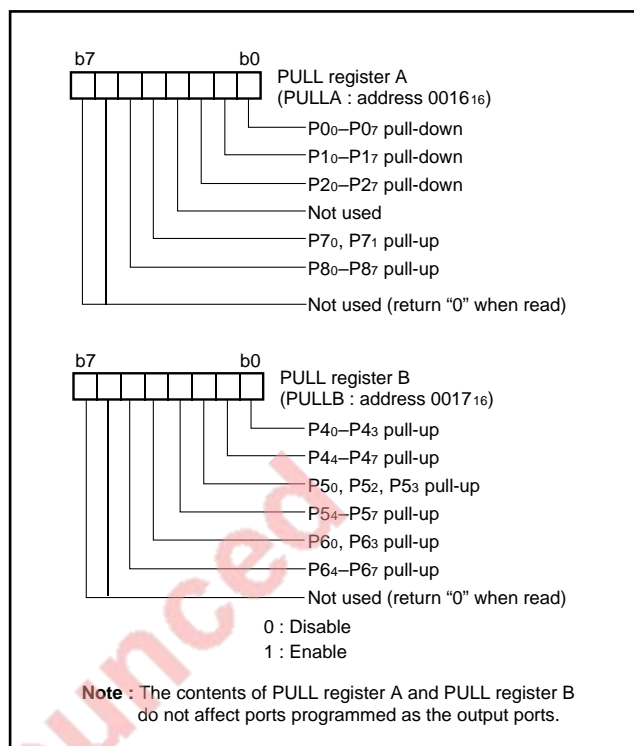 b7 b0
PULL register A
(PULLA : address 0016₁₆)
P0₀–P0₇ pull-down
P1₀–P1₇ pull-down
P2₀–P2₇ pull-down
Not used
P7₀, P7₁ pull-up
P8₀–P8₇ pull-up
Not used (return “0” when read)
b7 b0
PULL register B
(PULLB : address 0017₁₆)
P4₀–P4₃ pull-up
P4₄–P4₇ pull-up
P5₀, P5₂, P5₃ pull-up
P5₄–P5₇ pull-up
P6₀, P6₃ pull-up
P6₄–P6₇ pull-up
Not used (return “0” when read)
0 : Disable
1 : Enable
Note : The contents of PULL register A and PULL register B
do not affect ports programmed as the output ports.
unced